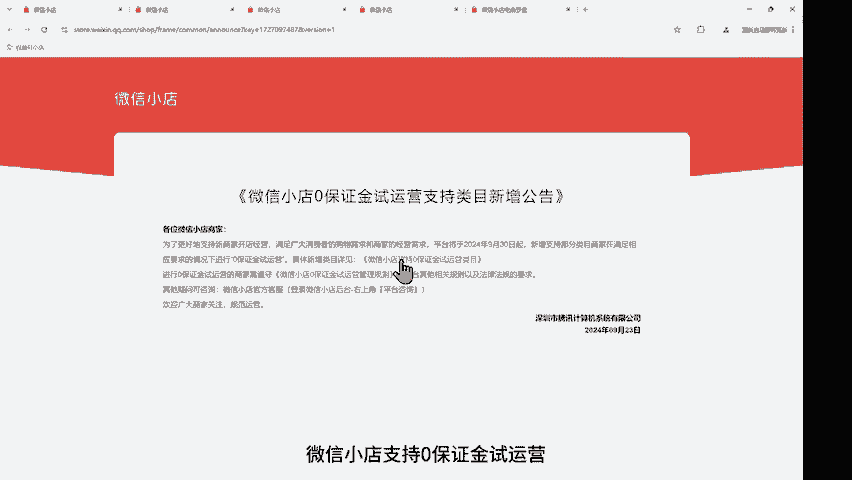 微信小店
微信小店
微信小店
微信小店
store.weixin.qq.com/shop/frame/common/announce?key=1727097487&version=1
微信小店
《微信小店0保证金试运营支持类目新增公告》
各位微信小店商家：
为了更好地支持新商家开店经营，满足广大消费者的购物需求和商家的经营需求，平台将于2024年9月30日起，新增支持部分类目商家在满足相
应要求的情况下进行“0保证金试运营”。具体新增类目详见：《微信小店支持0保证金试运营类目》
进行0保证金试运营的商家需遵守《微信小店0保证金试运营管理规则》台其他相关规则以及法律法规的要求。
其他疑问可咨询：微信小店官方客服（登录微信小店后台-右上角【平台咨询】）
欢迎广大商家关注，规范运营。
深圳市腾讯计算机系统有限公司
2024年09月23日
微信小店支持0保证金试运营